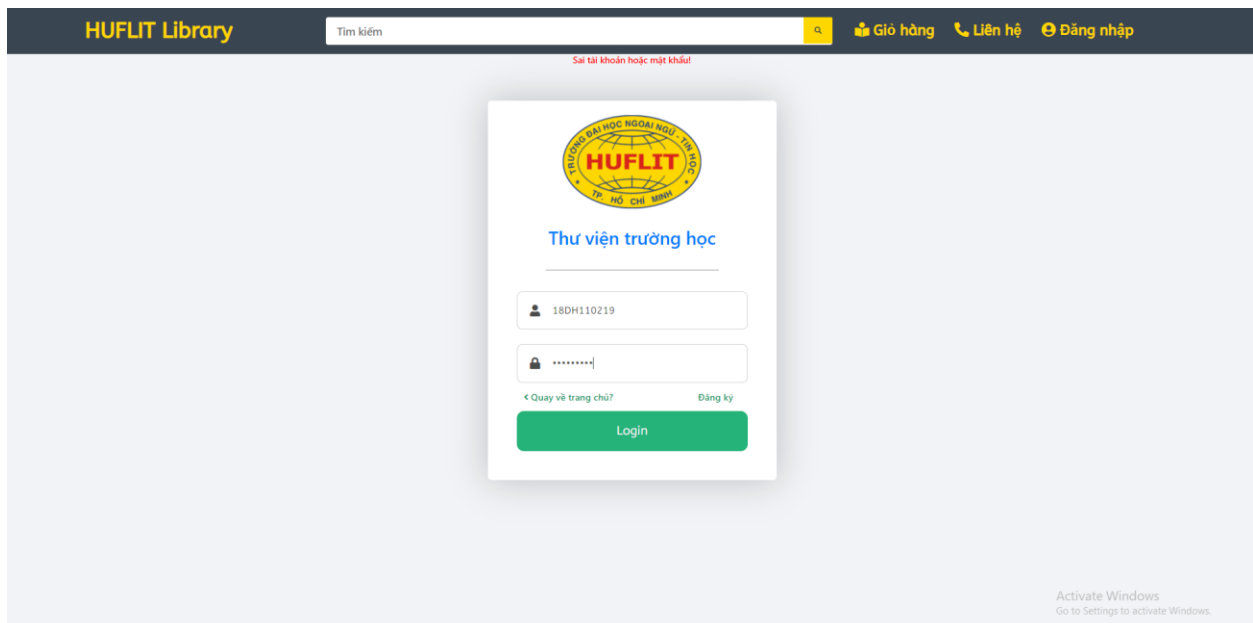 HUFLIT Library
Tìm kiếm
Giỏ hàng
Liên hệ
Đăng nhập
Sai tài khoản hoặc mật khẩu!
TRƯỜNG ĐẠI HỌC NGOẠI NGỮ - TIN HỌC
HUFLIT
TP. HỒ CHÍ MINH
Thư viện trường học
18DH110219
Quay về trang chủ?
Đăng ký
Login
Activate Windows
Go to Settings to activate Windows.